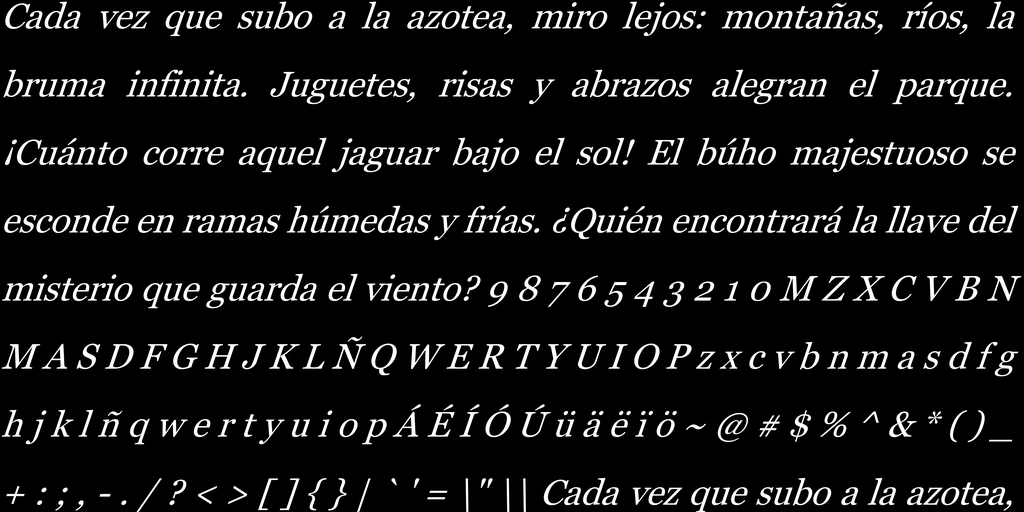 Cada vez que subo a la azotea, miro lejos: montañas, ríos, la
bruma infinita. Juguetes, risas y abrazos alegran el parque.
¡Cuánto corre aquel jaguar bajo el sol! El búho majestuoso se
esconde en ramas húmedas y frías. ¿Quién encontrará la llave del
misterio que guarda el viento? 9 8 7 6 5 4 3 2 1 0 M Z X C V B N
M A S D F G H J K L Ñ Q W E R T Y U I O P z x c v b n m a s d f g
h j k l ñ q w e r t y u i o p Á É Í Ó Ú ü ä ë ï ö ~ @ # $ % ^ & * ( ) _
+ : ; , - . / ? < > [ ] { } | ` ' = \" \\ Cada vez que subo a la azotea,